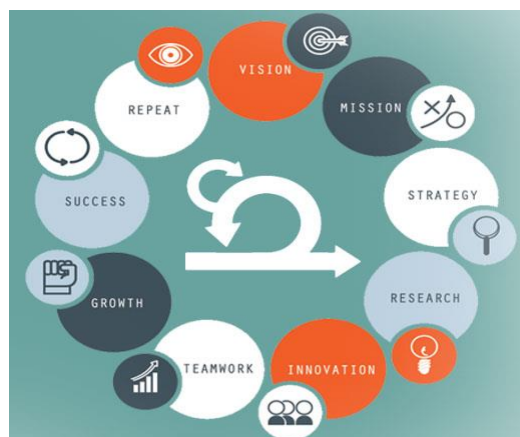 VISION
MISSION
STRATEGY
RESEARCH
INNOVATION
TEAMWORK
GROWTH
SUCCESS
REPEAT